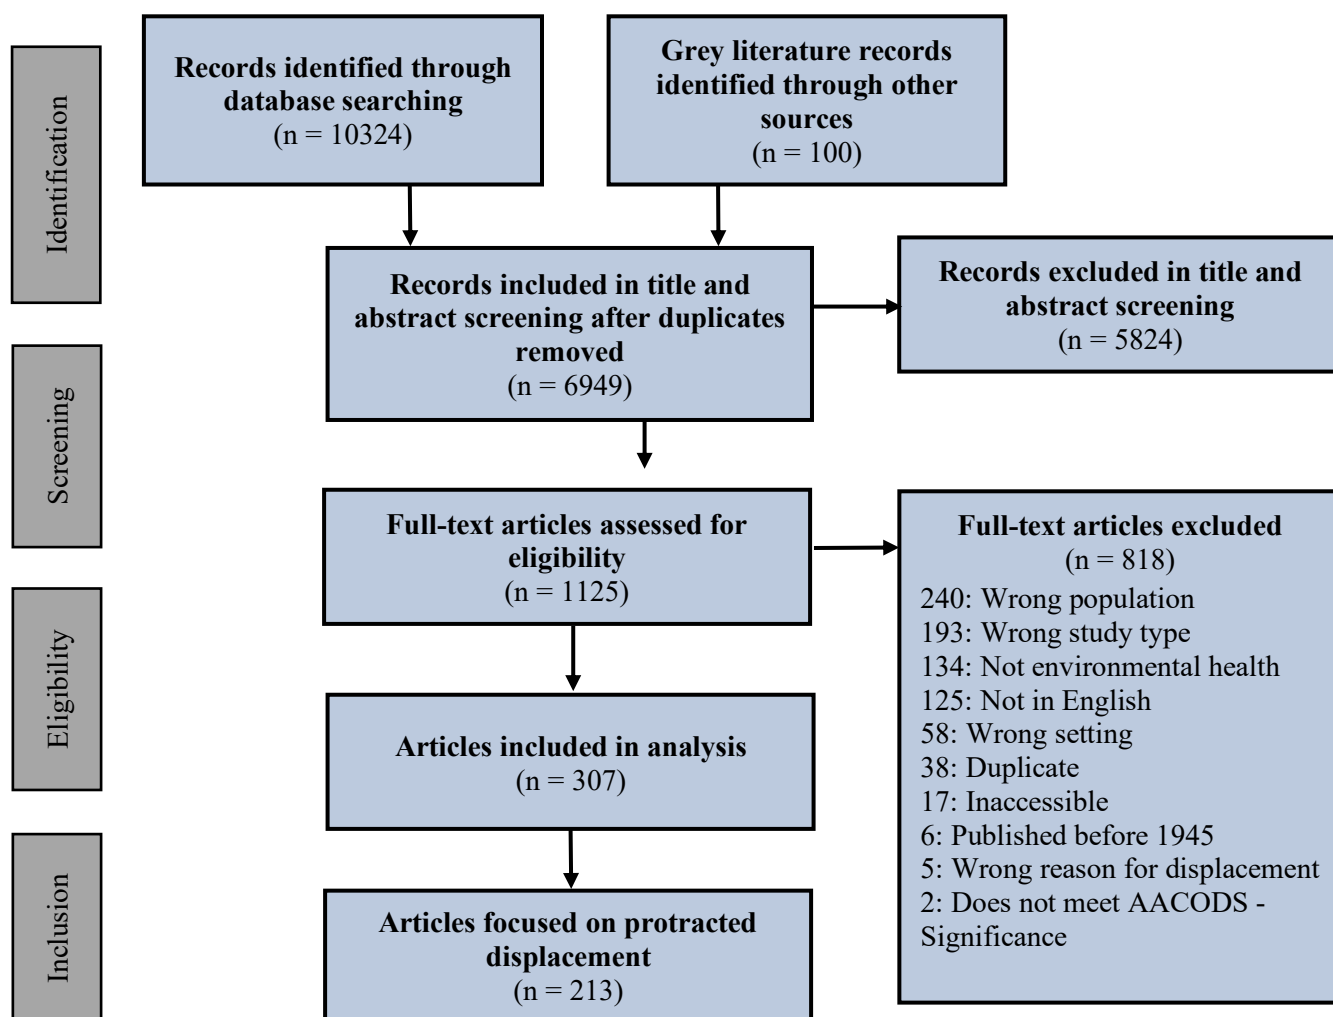 Identification
Records identified through
database searching
(n = 10324)
Grey literature records
identified through other
sources
(n = 100)
Records included in title and
abstract screening after duplicates
removed
(n = 6949)
Records excluded in title and
abstract screening
(n = 5824)
Screening
Full-text articles assessed for
eligibility
(n = 1125)
Full-text articles excluded
(n = 818)
240: Wrong population
193: Wrong study type
134: Not environmental health
125: Not in English
58: Wrong setting
38: Duplicate
17: Inaccessible
6: Published before 1945
5: Wrong reason for displacement
2: Does not meet AACODS -
Significance
Eligibility
Articles included in analysis
(n = 307)
Inclusion
Articles focused on protracted
displacement
(n = 213)